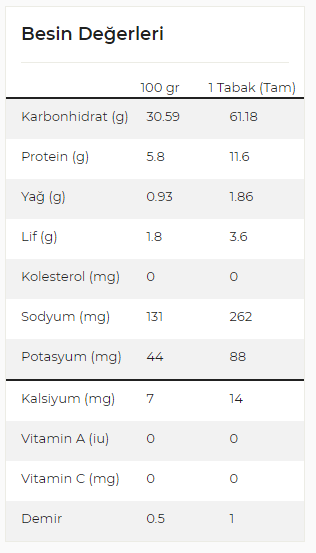 Besin Değerleri
100 gr 1 Tabak (Tam)
Karbonhidrat (g) 30.59 61.18
Protein (g) 5.8 11.6
Yağ (g) 0.93 1.86
Lif (g) 1.8 3.6
Kolesterol (mg) 0 0
Sodyum (mg) 131 262
Potasyum (mg) 44 88
Kalsiyum (mg) 7 14
Vitamin A (iu) 0 0
Vitamin C (mg) 0 0
Demir 0.5 1